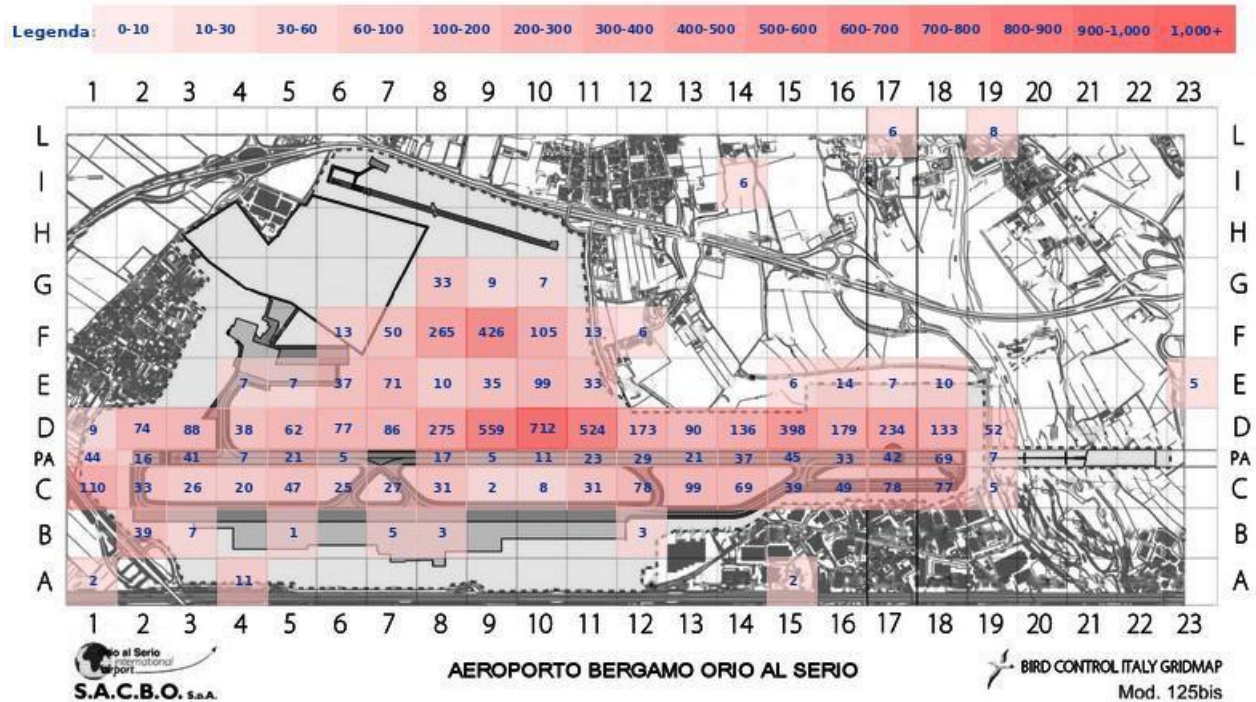 Legenda: 0-10 10-30 30-60 60-100 100-200 200-300 300-400 400-500 500-600 600-700 700-800 800-900 900-1,000 1,000+
1 2 3 4 5 6 7 8 9 10 11 12 13 14 15 16 17 18 19 20 21 22 23
L 6 8 L
I 6 I
H H
G 33 9 7 G
F 13 50 265 426 105 13 6 F
E 7 7 37 71 10 35 99 33 6 14 7 10 5 E
D 9 74 88 38 62 77 86 275 559 712 524 173 90 136 398 179 234 133 52 D
PA 44 16 41 7 21 5 17 5 11 23 29 21 37 45 33 42 69 7 PA
C 110 33 26 20 47 25 27 31 2 8 31 78 99 69 39 49 78 77 5 C
B 39 7 1 5 3 3 B
A 2 11 2 A
1 2 3 4 5 6 7 8 9 10 11 12 13 14 15 16 17 18 19 20 21 22 23
Orio al Serio
international
airport
S.A.C.B.O. S.p.A.
AEROPORTO BERGAMO ORIO AL SERIO
BIRD CONTROL ITALY GRIDMAP
Mod. 125bis